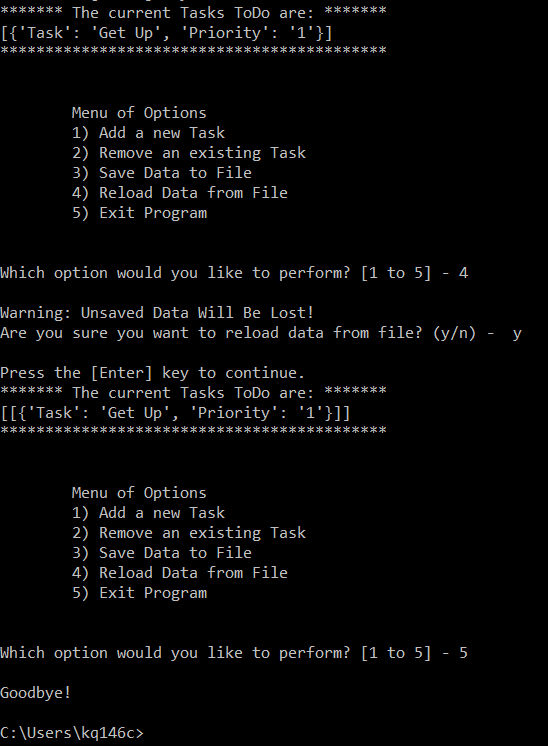 ******* The current Tasks ToDo are: *******
[{'Task': 'Get Up', 'Priority': '1'}]
*******************************************
Menu of Options
1) Add a new Task
2) Remove an existing Task
3) Save Data to File
4) Reload Data from File
5) Exit Program
Which option would you like to perform? [1 to 5] - 4
Warning: Unsaved Data Will Be Lost!
Are you sure you want to reload data from file? (y/n) -  y
Press the [Enter] key to continue.
******* The current Tasks ToDo are: *******
[[{'Task': 'Get Up', 'Priority': '1'}]]
*******************************************
Menu of Options
1) Add a new Task
2) Remove an existing Task
3) Save Data to File
4) Reload Data from File
5) Exit Program
Which option would you like to perform? [1 to 5] - 5
Goodbye!
C:\Users\kq146c>